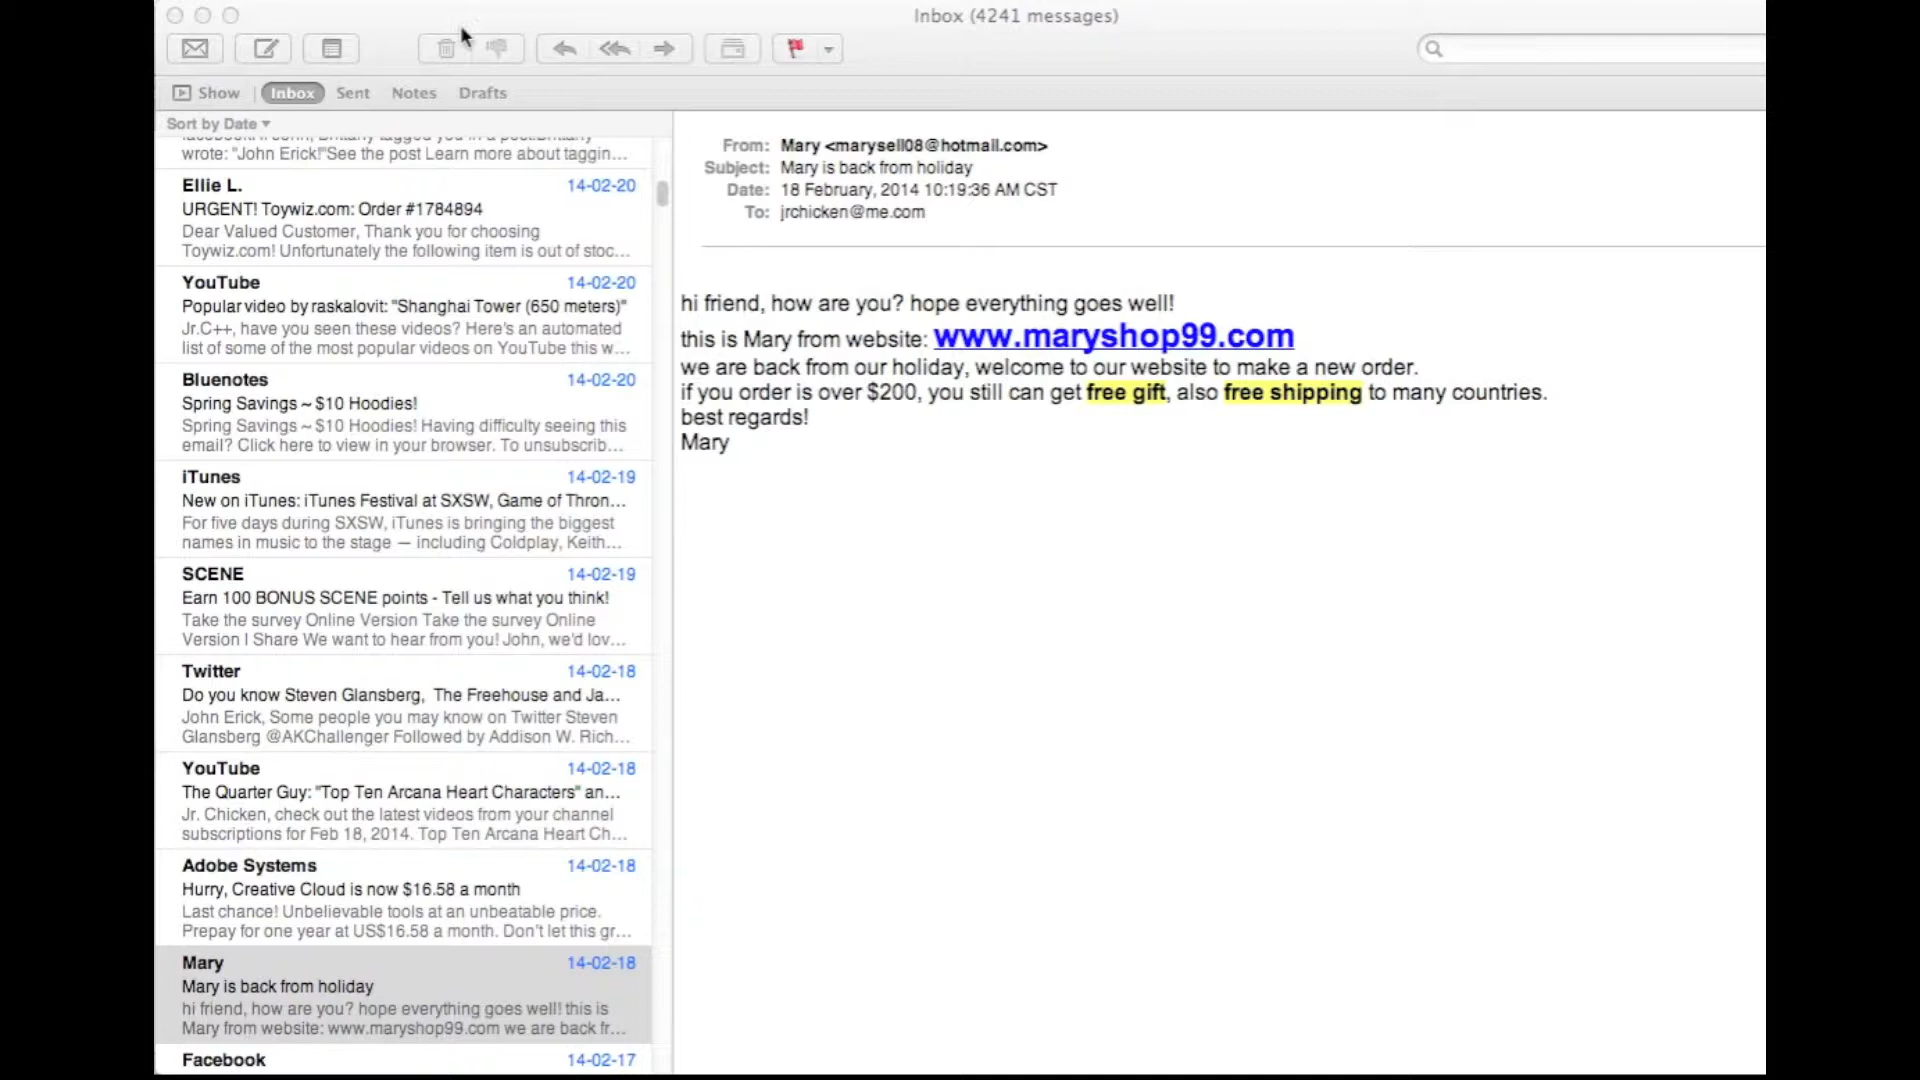 Inbox (4241 messages)
Show Inbox Sent Notes Drafts
Sort by Date ▾
wrote: "John Erick!"See the post Learn more about taggin...
Ellie L. 14-02-20
URGENT! Toywiz.com: Order #1784894
Dear Valued Customer, Thank you for choosing
Toywiz.com! Unfortunately the following item is out of stoc...
YouTube 14-02-20
Popular video by raskalovit: "Shanghai Tower (650 meters)"
Jr.C++, have you seen these videos? Here's an automated
list of some of the most popular videos on YouTube this w...
Bluenotes 14-02-20
Spring Savings ~ $10 Hoodies!
Spring Savings ~ $10 Hoodies! Having difficulty seeing this
email? Click here to view in your browser. To unsubscrib...
iTunes 14-02-19
New on iTunes: iTunes Festival at SXSW, Game of Thron...
For five days during SXSW, iTunes is bringing the biggest
names in music to the stage — including Coldplay, Keith...
SCENE 14-02-19
Earn 100 BONUS SCENE points - Tell us what you think!
Take the survey Online Version Take the survey Online
Version I Share We want to hear from you! John, we'd lov...
Twitter 14-02-18
Do you know Steven Glansberg, The Freehouse and Ja...
John Erick, Some people you may know on Twitter Steven
Glansberg @AKChallenger Followed by Addison W. Rich...
YouTube 14-02-18
The Quarter Guy: "Top Ten Arcana Heart Characters" an...
Jr. Chicken, check out the latest videos from your channel
subscriptions for Feb 18, 2014. Top Ten Arcana Heart Ch...
Adobe Systems 14-02-18
Hurry, Creative Cloud is now $16.58 a month
Last chance! Unbelievable tools at an unbeatable price.
Prepay for one year at US$16.58 a month. Don't let this gr...
Mary 14-02-18
Mary is back from holiday
hi friend, how are you? hope everything goes well! this is
Mary from website: www.maryshop99.com we are back fr...
Facebook 14-02-17
From: Mary <marysell08@hotmail.com>
Subject: Mary is back from holiday
Date: 18 February, 2014 10:19:36 AM CST
To: jrchicken@me.com
hi friend, how are you? hope everything goes well!
this is Mary from website: www.maryshop99.com
we are back from our holiday, welcome to our website to make a new order.
if you order is over $200, you still can get free gift, also free shipping to many countries.
best regards!
Mary